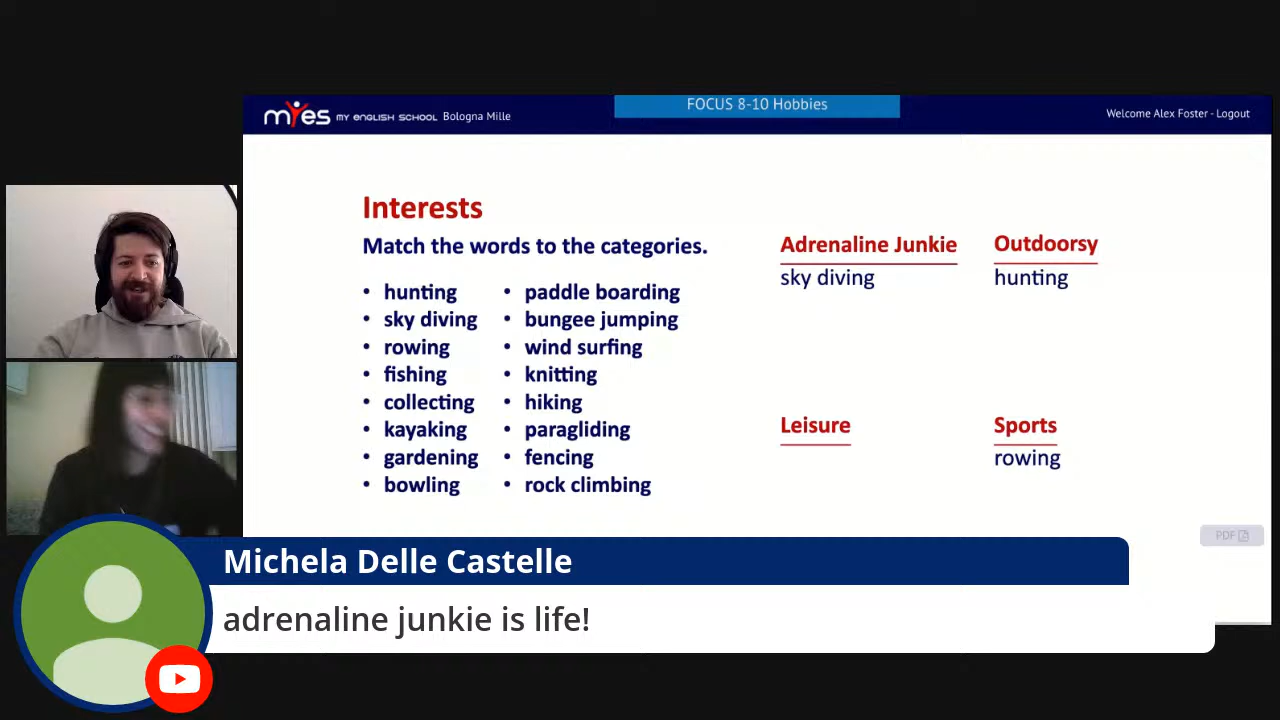 FOCUS 8-10 Hobbies
myes MY ENGLISH SCHOOL Bologna Mille
Welcome Alex Foster - Logout
Interests
Match the words to the categories.
• hunting
• sky diving
• rowing
• fishing
• collecting
• kayaking
• gardening
• bowling
• paddle boarding
• bungee jumping
• wind surfing
• knitting
• hiking
• paragliding
• fencing
• rock climbing
Adrenaline Junkie
sky diving
Outdoorsy
hunting
Leisure
Sports
rowing
PDF
Michela Delle Castelle
adrenaline junkie is life!